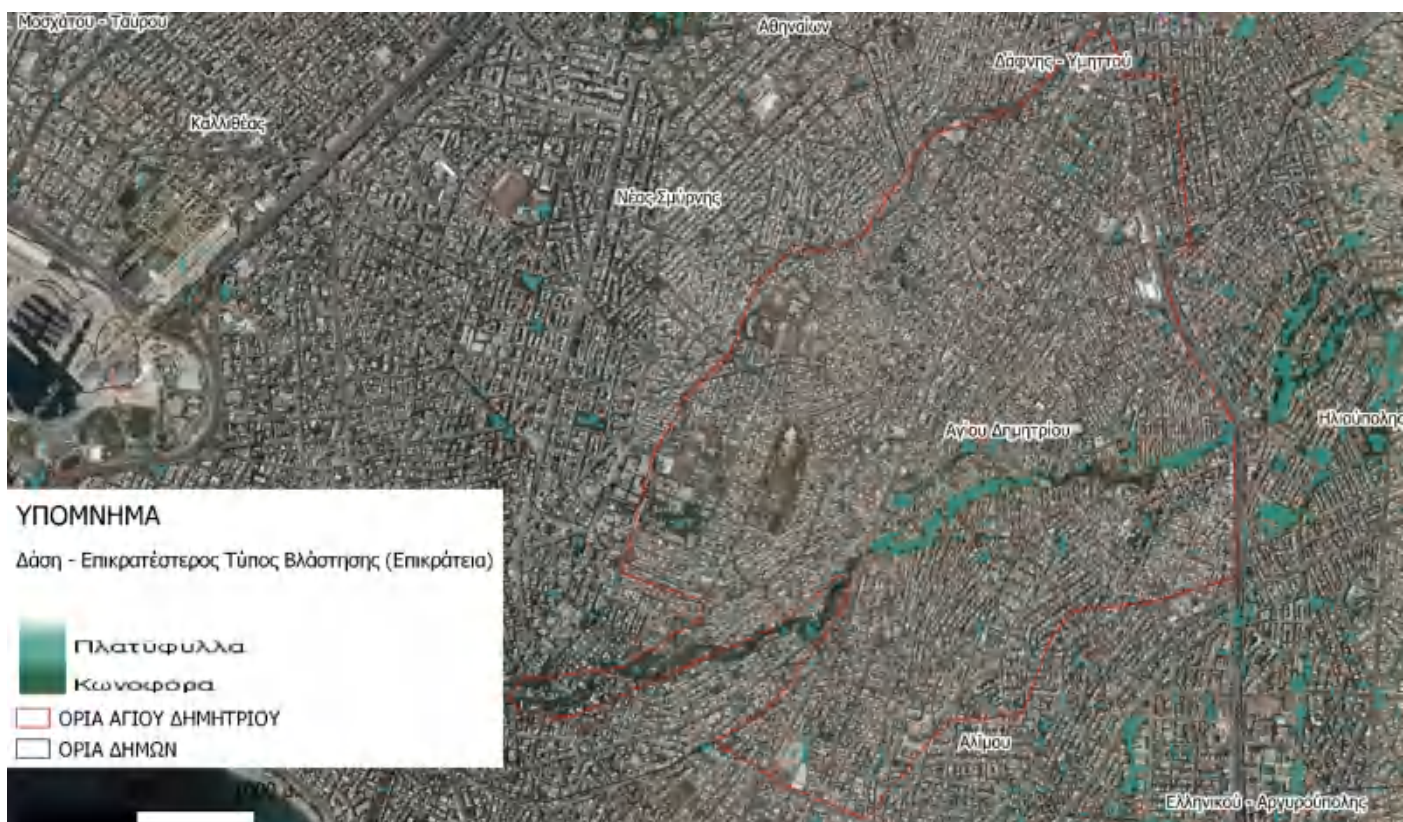 Μοσχάτου - Ταύρου
Αθηναίων
Δάφνης - Υμηττού
Καλλιθέας
Νέας Σμύρνης
Ηλιούπολης
Αγίου Δημητρίου
ΥΠΟΜΝΗΜΑ
Δάση - Επικρατέστερος Τύπος Βλάστησης (Επικράτεια)
Πλατύφυλλα
Κωνοφόρα
ΟΡΙΑ ΑΓΙΟΥ ΔΗΜΗΤΡΙΟΥ
ΟΡΙΑ ΔΗΜΩΝ
Αλίμου
1000
Ελληνικού - Αργυρούπολης